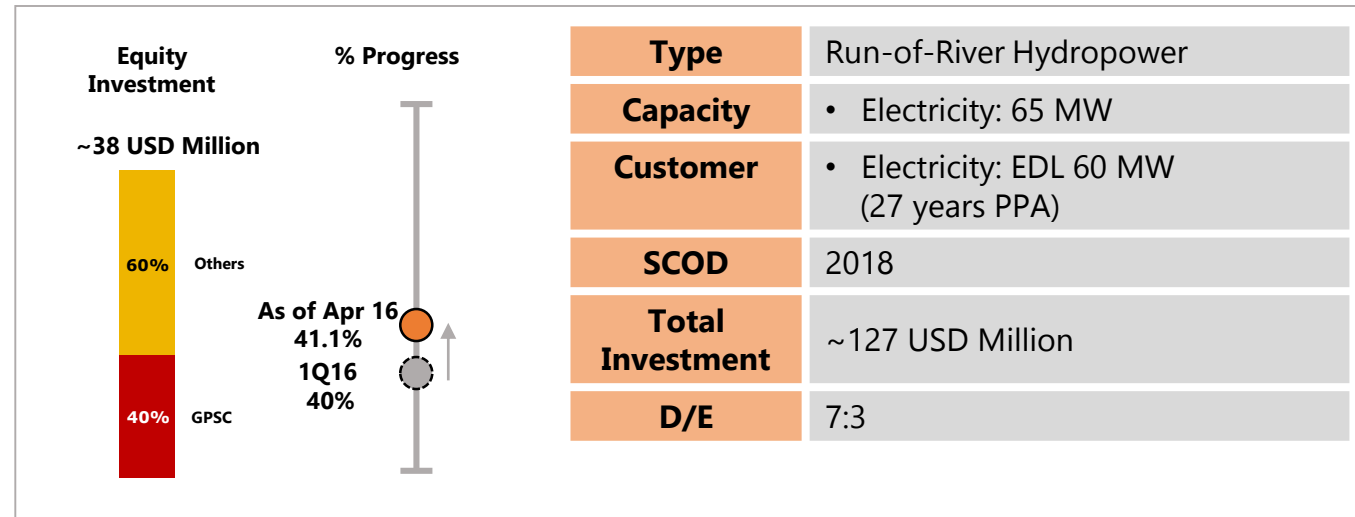 Equity
Investment
~38 USD Million
60%
Others
40%
GPSC
% Progress
As of Apr 16
41.1%
1Q16
40%
Type
Run-of-River Hydropower
Capacity
• Electricity: 65 MW
Customer
• Electricity: EDL 60 MW
(27 years PPA)
SCOD
2018
Total
Investment
~127 USD Million
D/E
7:3